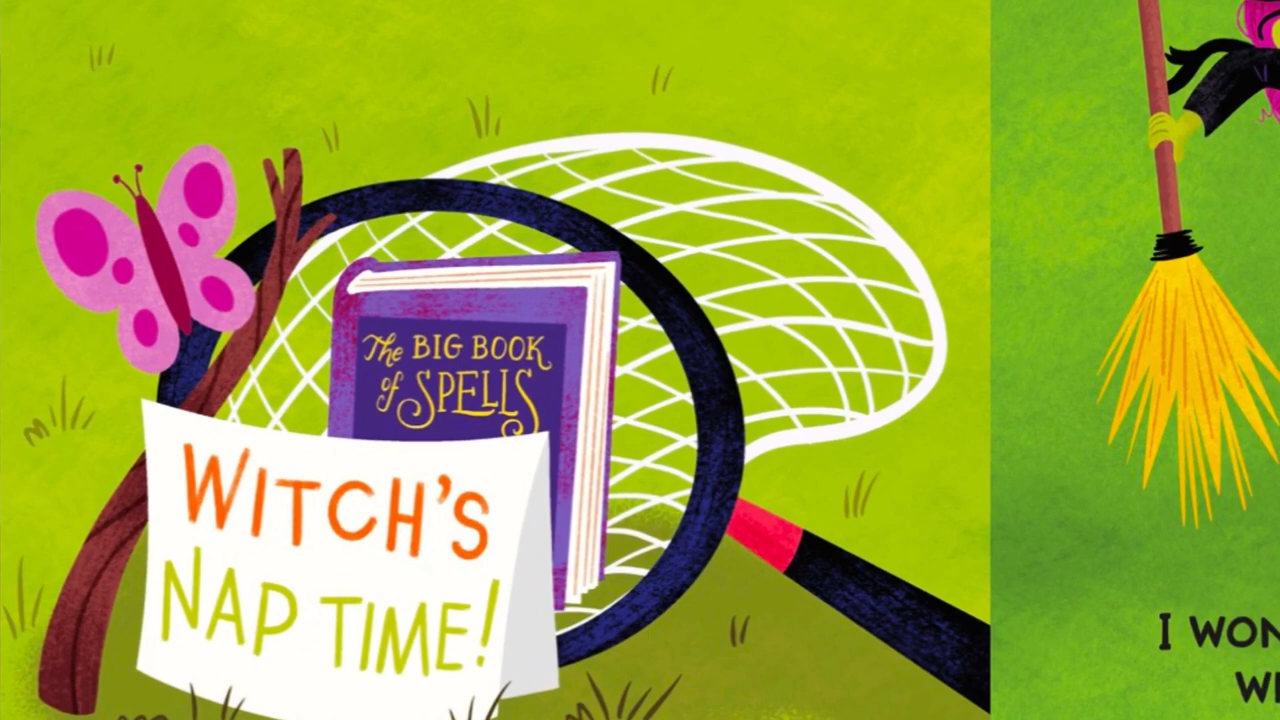 The BIG BOOK
of SPELLS
WITCH'S
NAP TIME!
I